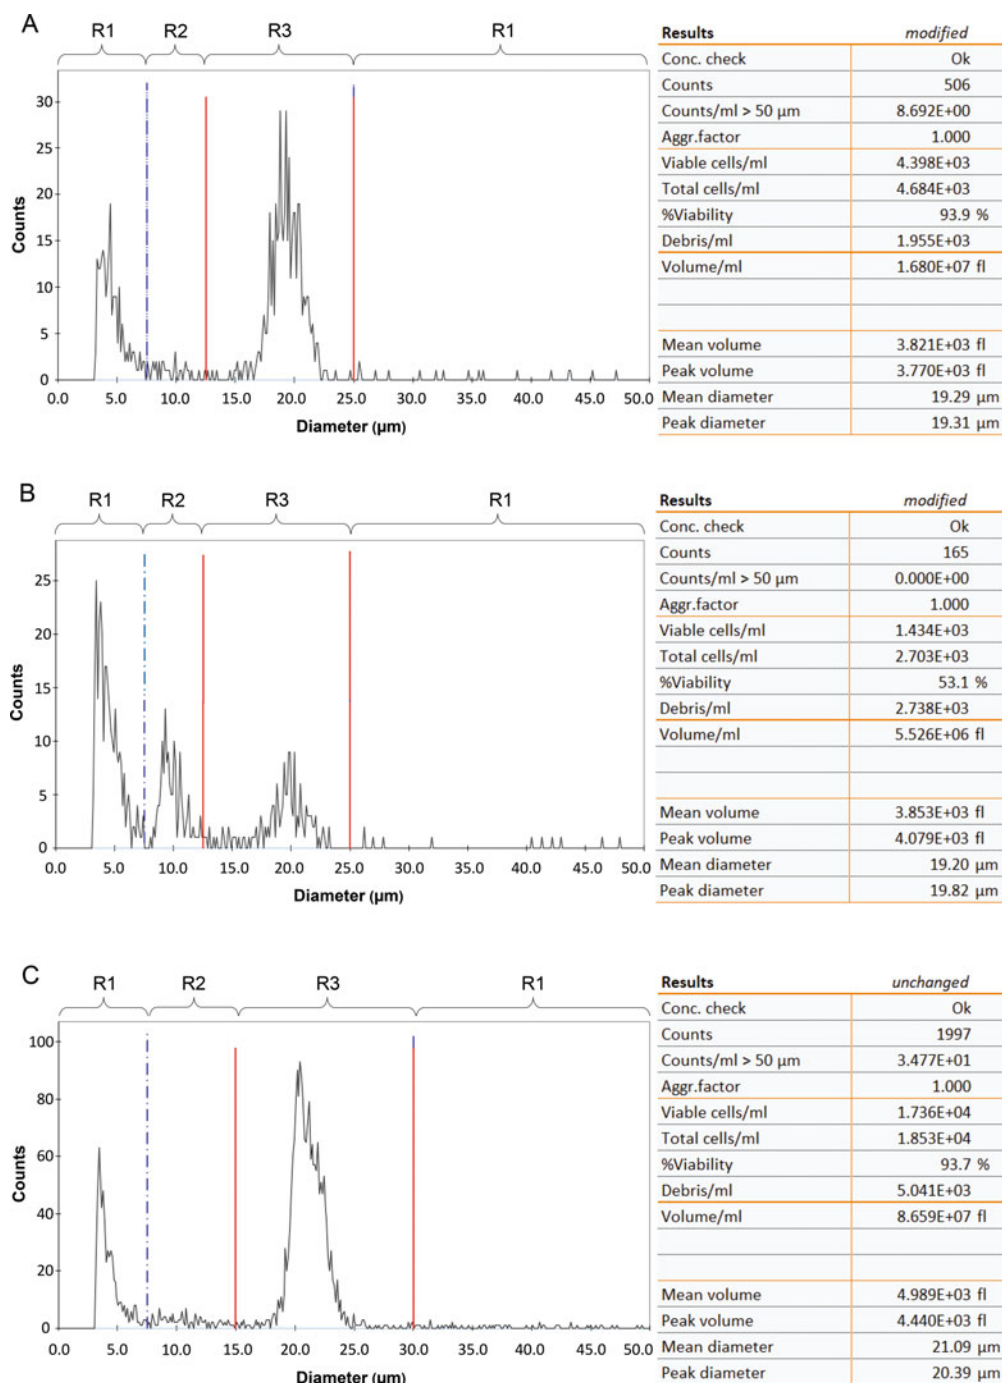 A
R1 R2 R3 R1
30
25
20
15
10
5
0
Counts
0.0 5.0 10.0 15.0 20.0 25.0 30.0 35.0 40.0 45.0 50.0
Diameter (µm)
Results modified
Conc. check Ok
Counts 506
Counts/ml > 50 µm 8.692E+00
Aggr.factor 1.000
Viable cells/ml 4.398E+03
Total cells/ml 4.684E+03
%Viability 93.9 %
Debris/ml 1.955E+03
Volume/ml 1.680E+07 fl
Mean volume 3.821E+03 fl
Peak volume 3.770E+03 fl
Mean diameter 19.29 µm
Peak diameter 19.31 µm
B
R1 R2 R3 R1
25
20
15
10
5
0
Counts
0.0 5.0 10.0 15.0 20.0 25.0 30.0 35.0 40.0 45.0 50.0
Diameter (µm)
Results modified
Conc. check Ok
Counts 165
Counts/ml > 50 µm 0.000E+00
Aggr.factor 1.000
Viable cells/ml 1.434E+03
Total cells/ml 2.703E+03
%Viability 53.1 %
Debris/ml 2.738E+03
Volume/ml 5.526E+06 fl
Mean volume 3.853E+03 fl
Peak volume 4.079E+03 fl
Mean diameter 19.20 µm
Peak diameter 19.82 µm
C
R1 R2 R3 R1
100
80
60
40
20
0
Counts
0.0 5.0 10.0 15.0 20.0 25.0 30.0 35.0 40.0 45.0 50.0
Diameter (µm)
Results unchanged
Conc. check Ok
Counts 1997
Counts/ml > 50 µm 3.477E+01
Aggr.factor 1.000
Viable cells/ml 1.736E+04
Total cells/ml 1.853E+04
%Viability 93.7 %
Debris/ml 5.041E+03
Volume/ml 8.659E+07 fl
Mean volume 4.989E+03 fl
Peak volume 4.440E+03 fl
Mean diameter 21.09 µm
Peak diameter 20.39 µm